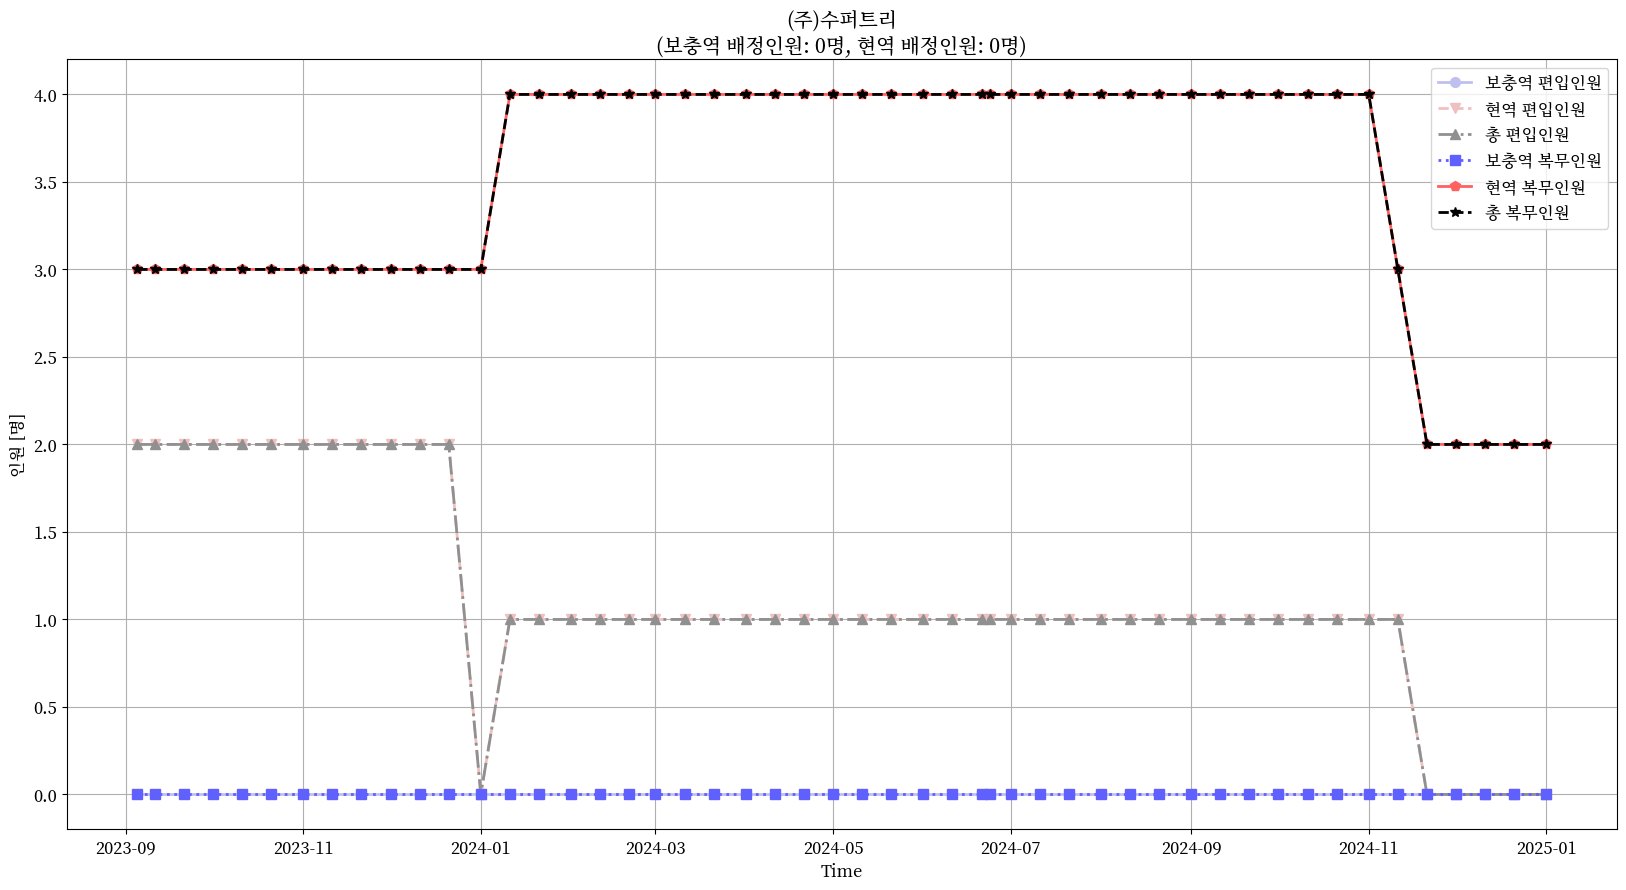 (주)수퍼트리
(보충역 배정인원: 0명, 현역 배정인원: 0명)
보충역 편입인원
현역 편입인원
총 편입인원
보충역 복무인원
현역 복무인원
총 복무인원
4.0
3.5
3.0
2.5
2.0
1.5
1.0
0.5
0.0
인원 [명]
2023-09
2023-11
2024-01
2024-03
2024-05
2024-07
2024-09
2024-11
2025-01
Time